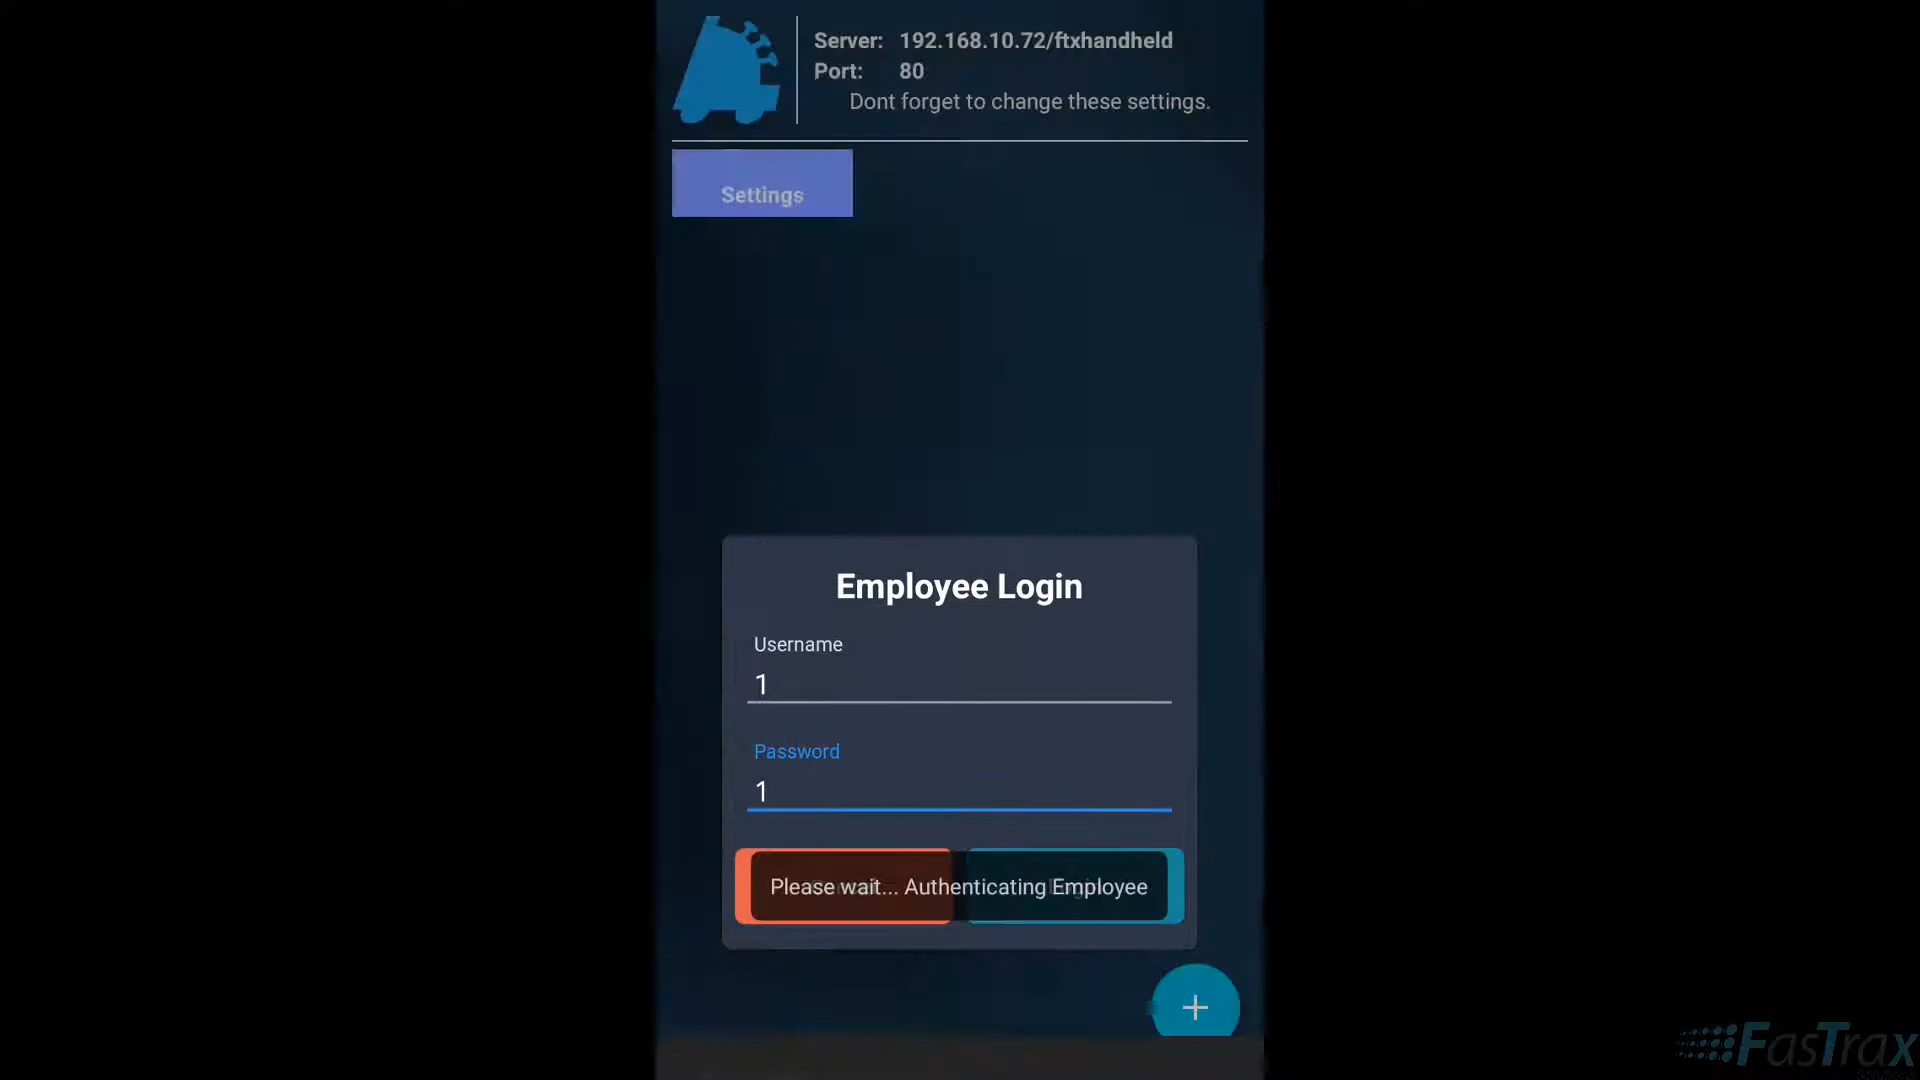 Server: 192.168.10.72/ftxhandheld
Port: 80
Dont forget to change these settings.
Settings
Employee Login
Username
1
Password
1
Please wait... Authenticating Employee
+
FasTrax